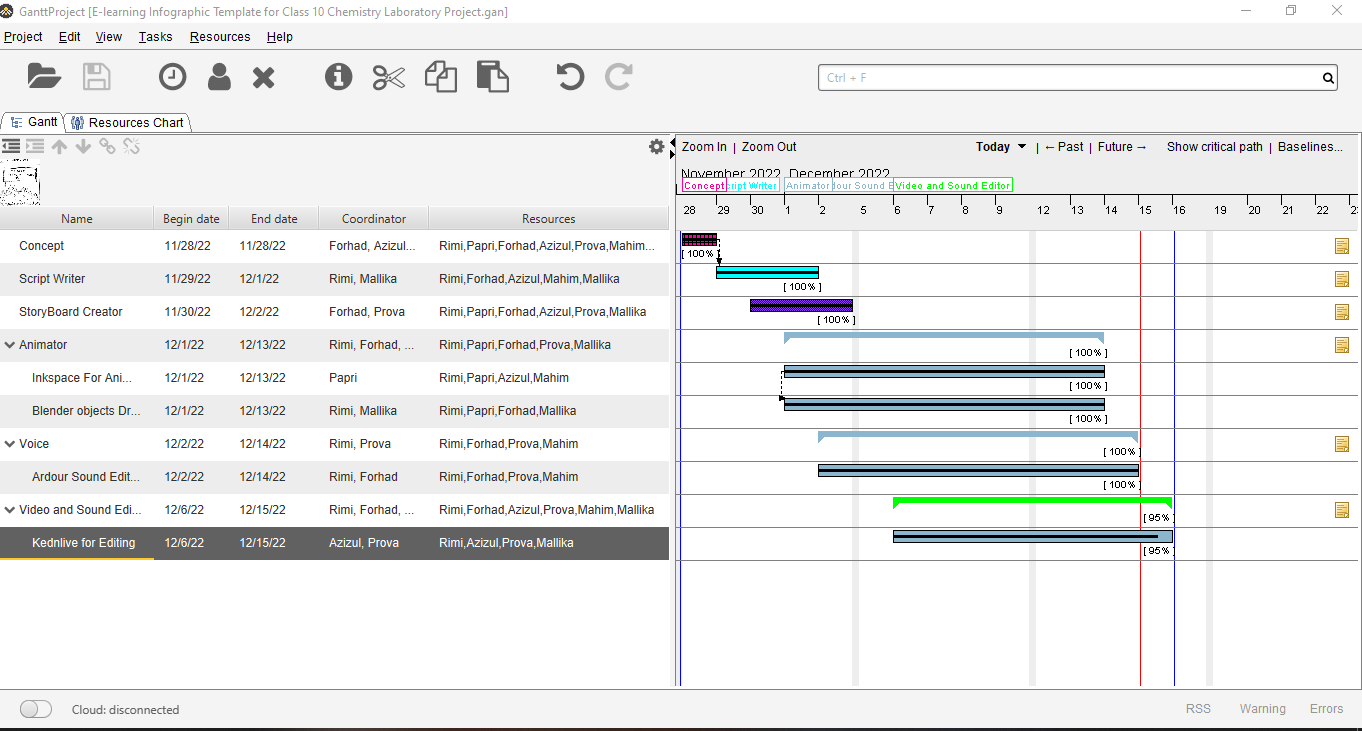 GanttProject [E-learning Infographic Template for Class 10 Chemistry Laboratory Project.gan]
Project Edit View Tasks Resources Help
Ctrl + F
Gantt Resources Chart
Zoom In | Zoom Out Today | ←Past | Future → Show critical path | Baselines...
November 2022 December 2022
Concept cript Writer Animator dour Sound E Video and Sound Editor
28 29 30 1 2 5 6 7 8 9 12 13 14 15 16 19 20 21 22 23
Name Begin date End date Coordinator Resources
Concept 11/28/22 11/28/22 Forhad, Azizul... Rimi,Papri,Forhad,Azizul,Prova,Mahim...
[ 100% ]
Script Writer 11/29/22 12/1/22 Rimi, Mallika Rimi,Forhad,Azizul,Mahim,Mallika
[ 100% ]
StoryBoard Creator 11/30/22 12/2/22 Forhad, Prova Rimi,Papri,Forhad,Azizul,Prova,Mallika
[ 100% ]
Animator 12/1/22 12/13/22 Rimi, Forhad, ... Rimi,Papri,Forhad,Prova,Mallika
[ 100% ]
Inkspace For Ani... 12/1/22 12/13/22 Papri Rimi,Papri,Azizul,Mahim
[ 100% ]
Blender objects Dr... 12/1/22 12/13/22 Rimi, Mallika Rimi,Papri,Forhad,Mallika
[ 100% ]
Voice 12/2/22 12/14/22 Rimi, Prova Rimi,Forhad,Prova,Mahim
[ 100% ]
Ardour Sound Edit... 12/2/22 12/14/22 Rimi, Forhad Rimi,Forhad,Prova,Mahim
[ 100% ]
Video and Sound Edi... 12/6/22 12/15/22 Rimi, Forhad, ... Rimi,Forhad,Azizul,Prova,Mahim,Mallika
[ 95% ]
Kednlive for Editing 12/6/22 12/15/22 Azizul, Prova Rimi,Azizul,Prova,Mallika
[ 95% ]
Cloud: disconnected RSS Warning Errors